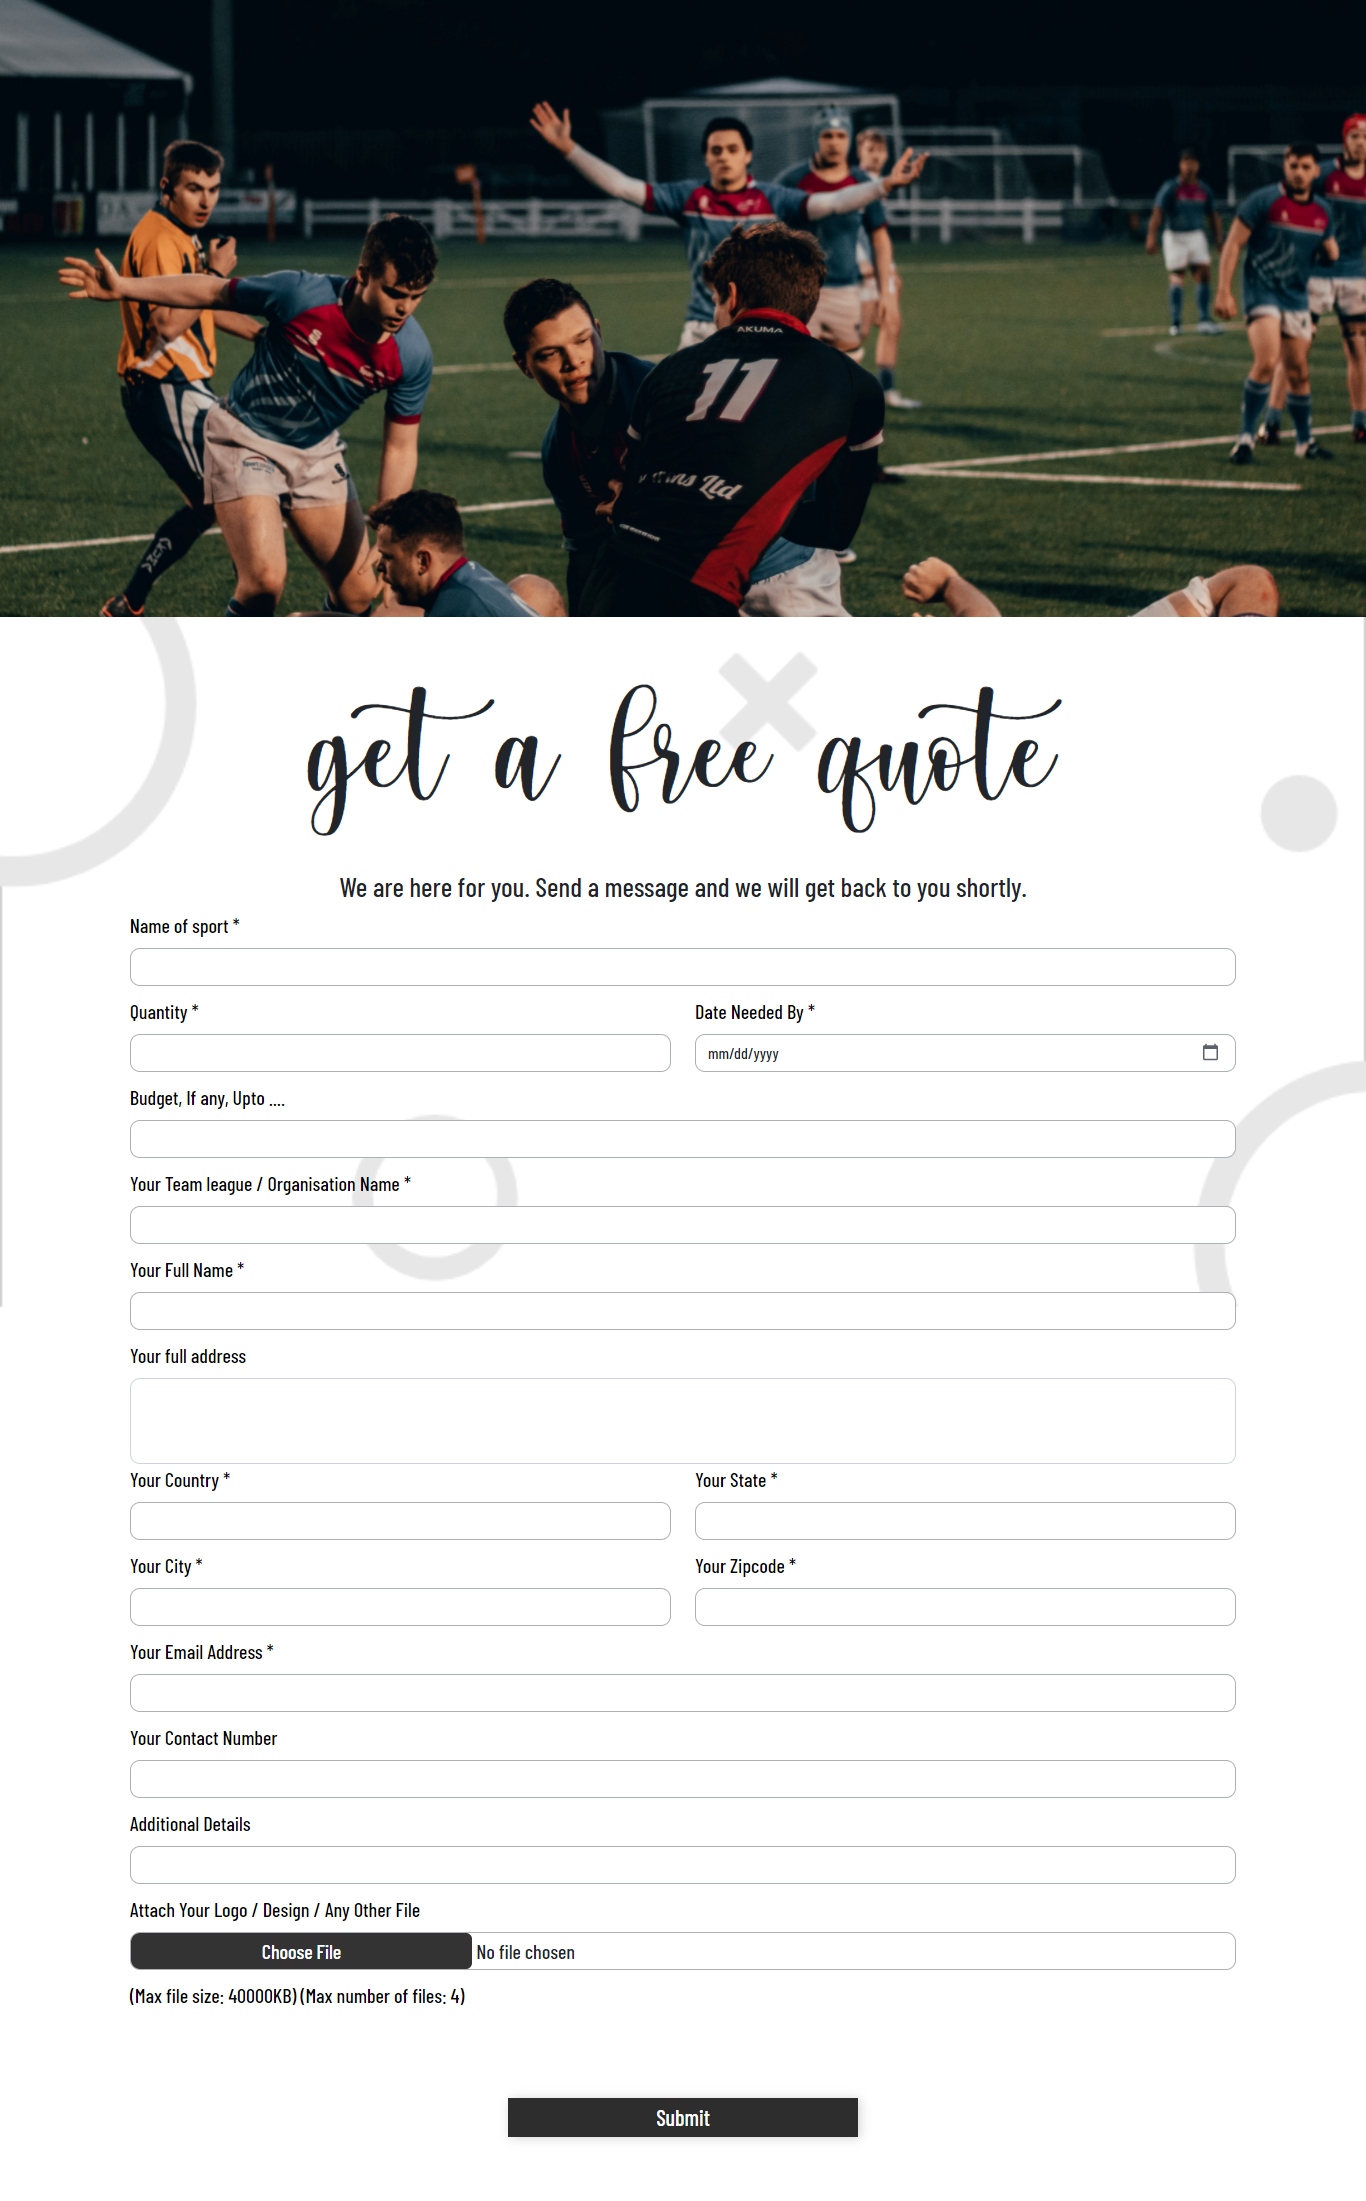 AKUMA
11
ns Ltd
get a free quote
We are here for you. Send a message and we will get back to you shortly.
Name of sport *
Quantity *
Date Needed By *
mm/dd/yyyy
Budget, If any, Upto ....
Your Team league / Organisation Name *
Your Full Name *
Your full address
Your Country *
Your State *
Your City *
Your Zipcode *
Your Email Address *
Your Contact Number
Additional Details
Attach Your Logo / Design / Any Other File
Choose File
No file chosen
(Max file size: 40000KB) (Max number of files: 4)
Submit